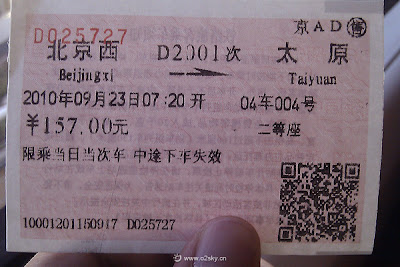 D025727 京 A D 售
北京西 D2001次 太原
Beijingxi Taiyuan
2010年09月23日07:20开 04车004号
￥157.00元 二等座
限乘当日当次车 中途下车失效
10001201150917 D025727
www.o2sky.cn